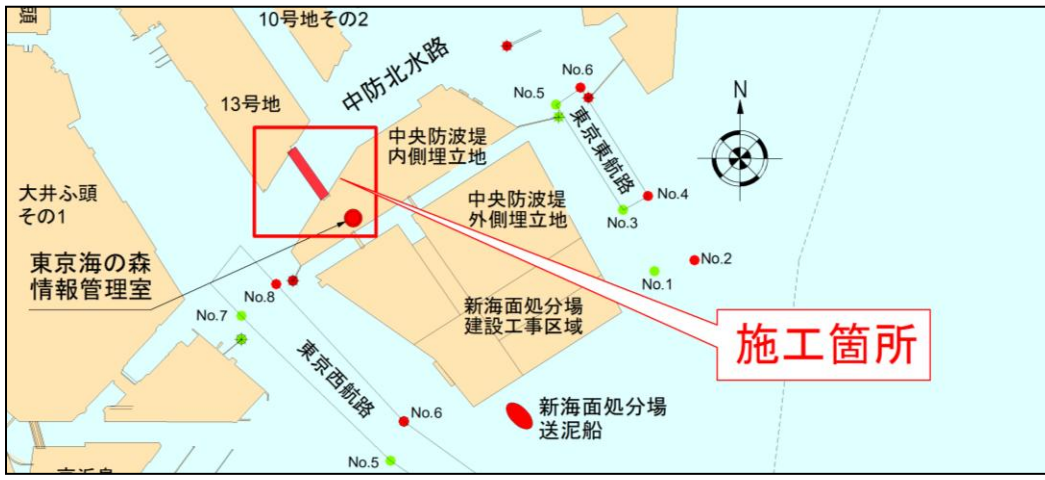 頭
10号地その2
中防北水路
No.6
No.5
N
13号地
東京東航路
中央防波堤
内側埋立地
大井ふ頭
その1
中央防波堤
外側埋立地
No.4
No.3
東京海の森
情報管理室
No.2
No.1
No.8
No.7
新海面処分場
建設工事区域
施工箇所
東京西航路
No.6
新海面処分場
送泥船
No.5
京浜島